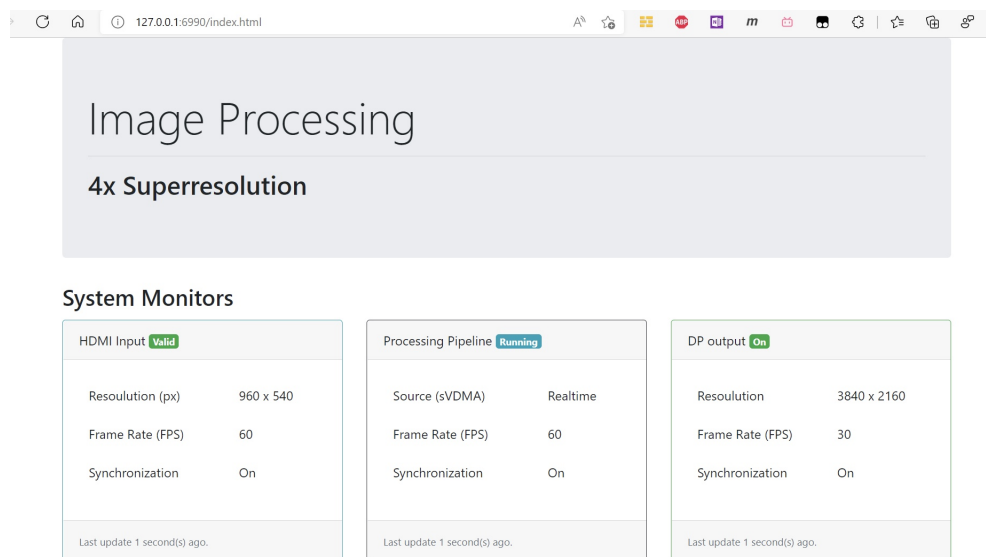 127.0.0.1:6990/index.html
Image Processing
4x Superresolution
System Monitors
HDMI Input Valid
Resoulution (px) 960 x 540
Frame Rate (FPS) 60
Synchronization On
Last update 1 second(s) ago.
Processing Pipeline Running
Source (sVDMA) Realtime
Frame Rate (FPS) 60
Synchronization On
Last update 1 second(s) ago.
DP output On
Resoulution 3840 x 2160
Frame Rate (FPS) 30
Synchronization On
Last update 1 second(s) ago.